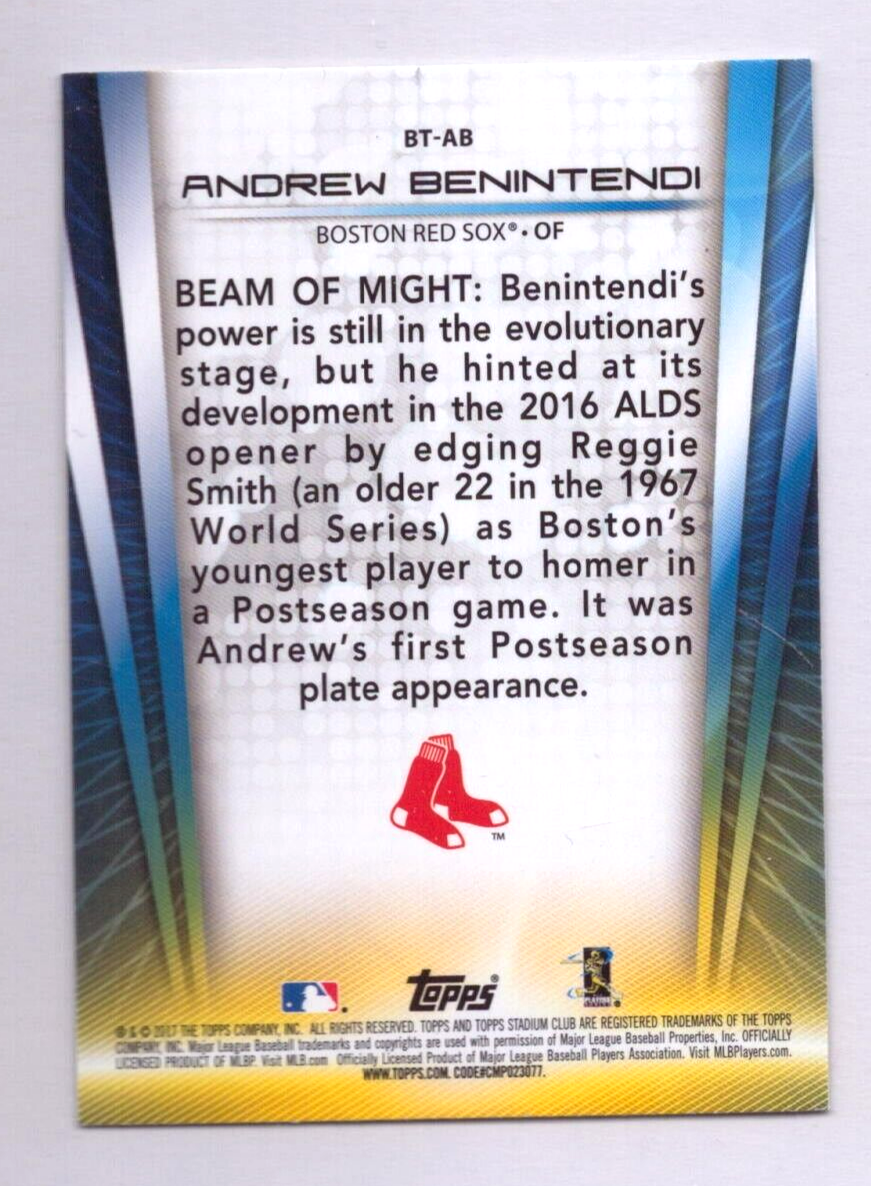 BT-AB
ANDREW BENINTENDI
BOSTON RED SOX® • OF
BEAM OF MIGHT: Benintendi's
power is still in the evolutionary
stage, but he hinted at its
development in the 2016 ALDS
opener by edging Reggie
Smith (an older 22 in the 1967
World Series) as Boston's
youngest player to homer in
a Postseason game. It was
Andrew's first Postseason
plate appearance.
TM
TOPPS®
PLAYERS
® & © 2017 THE TOPPS COMPANY, INC. ALL RIGHTS RESERVED. TOPPS AND TOPPS STADIUM CLUB ARE REGISTERED TRADEMARKS OF THE TOPPS
COMPANY, INC. Major League Baseball trademarks and copyrights are used with permission of Major League Baseball Properties, Inc. OFFICIALLY
LICENSED PRODUCT OF MLBP. Visit MLB.com Officially Licensed Product of Major League Baseball Players Association. Visit MLBPlayers.com.
WWW.TOPPS.COM. CODE#CMP023077.